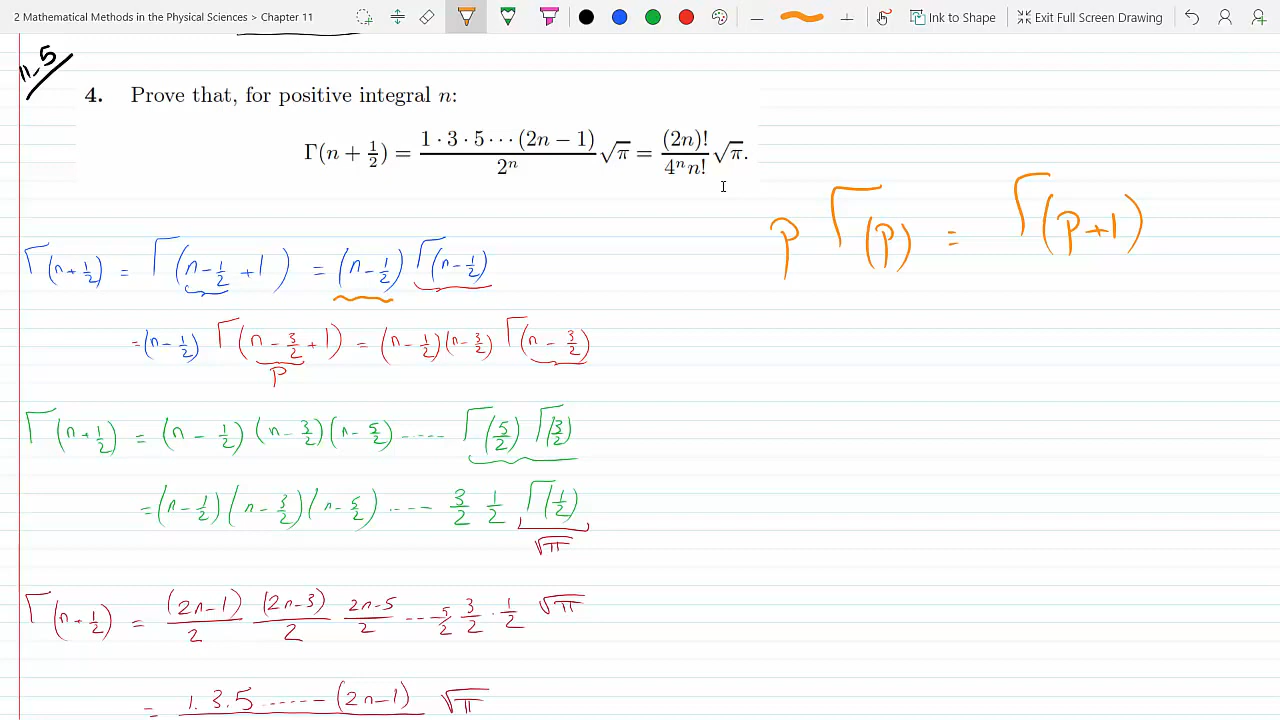 2 Mathematical Methods in the Physical Sciences > Chapter 11
Ink to Shape
Exit Full Screen Drawing
11_5
4. Prove that, for positive integral n:
Γ(n + 1/2) = 1 · 3 · 5 ··· (2n − 1) / 2ⁿ √π = (2n)! / 4ⁿn! √π.
p Γ(p) = Γ(p+1)
Γ(n+1/2) = Γ(n-1/2 +1) = (n-1/2) Γ(n-1/2)
=(n-1/2) Γ(n-3/2 +1) = (n-1/2)(n-3/2) Γ(n-3/2)
p
Γ(n+1/2) = (n-1/2)(n-3/2)(n-5/2) ----- Γ(5/2) Γ(3/2)
=(n-1/2)(n-3/2)(n-5/2) ---- 3/2 1/2 Γ(1/2)
√π
Γ(n+1/2) = (2n-1)/2 (2n-3)/2 2n-5/2 --- 5/2 3/2 · 1/2 √π
= 1.3.5 ------ (2n-1) √π